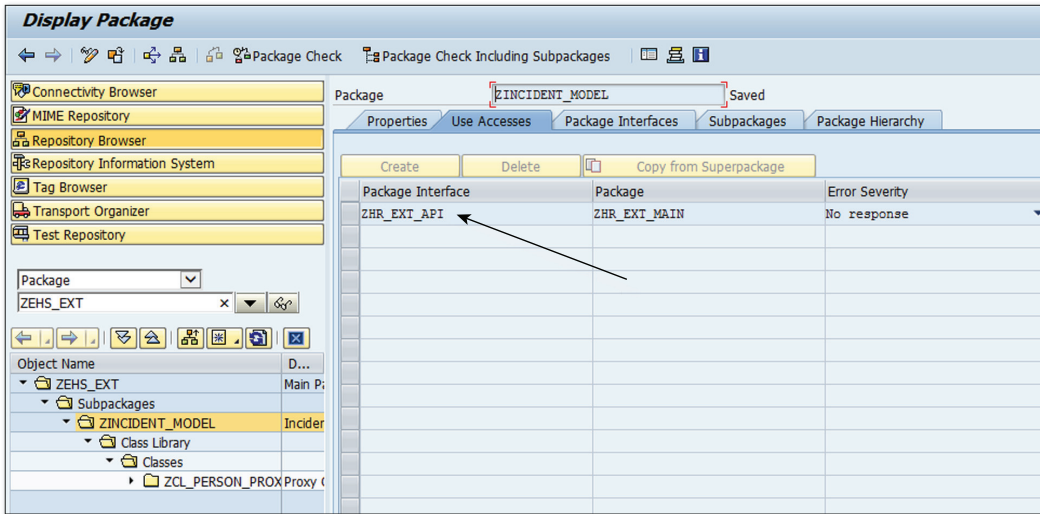 Display Package
Package Check
Package Check Including Subpackages
Connectivity Browser
MIME Repository
Repository Browser
Repository Information System
Tag Browser
Transport Organizer
Test Repository
Package
ZEHS_EXT
Object Name D...
ZEHS_EXT Main Pa
Subpackages
ZINCIDENT_MODEL Inciden
Class Library
Classes
ZCL_PERSON_PROX Proxy C
Package ZINCIDENT_MODEL Saved
Properties Use Accesses Package Interfaces Subpackages Package Hierarchy
Create Delete Copy from Superpackage
Package Interface Package Error Severity
ZHR_EXT_API ZHR_EXT_MAIN No response